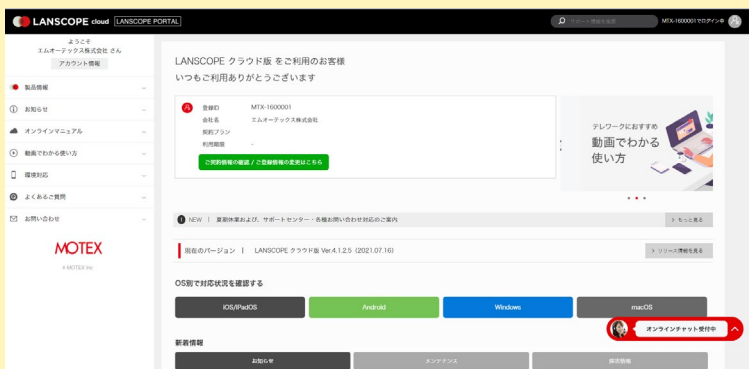 LANSCOPE cloud LANSCOPE PORTAL
サポート情報を検索
MTX-1600001でログイン中
ようこそ
エムオーテックス株式会社 さん
アカウント情報
製品情報
お知らせ
オンラインマニュアル
動画でわかる使い方
環境対応
よくあるご質問
お問い合わせ
MOTEX
© MOTEX Inc.
LANSCOPE クラウド版 をご利用のお客様
いつもご利用ありがとうございます
登録ID MTX-1600001
会社名 エムオーテックス株式会社
契約プラン
利用期限 -
ご契約情報の確認 / ご登録情報の変更はこちら
テレワークにおすすめ
動画でわかる
使い方
NEW | 夏期休業および、サポートセンター・各種お問い合わせ対応のご案内
> もっと見る
現在のバージョン | LANSCOPE クラウド版 Ver.4.1.2.5（2021.07.16）
> リリース情報を見る
OS別で対応状況を確認する
iOS/iPadOS Android Windows macOS
オンラインチャット受付中
新着情報
お知らせ メンテナンス 障害情報